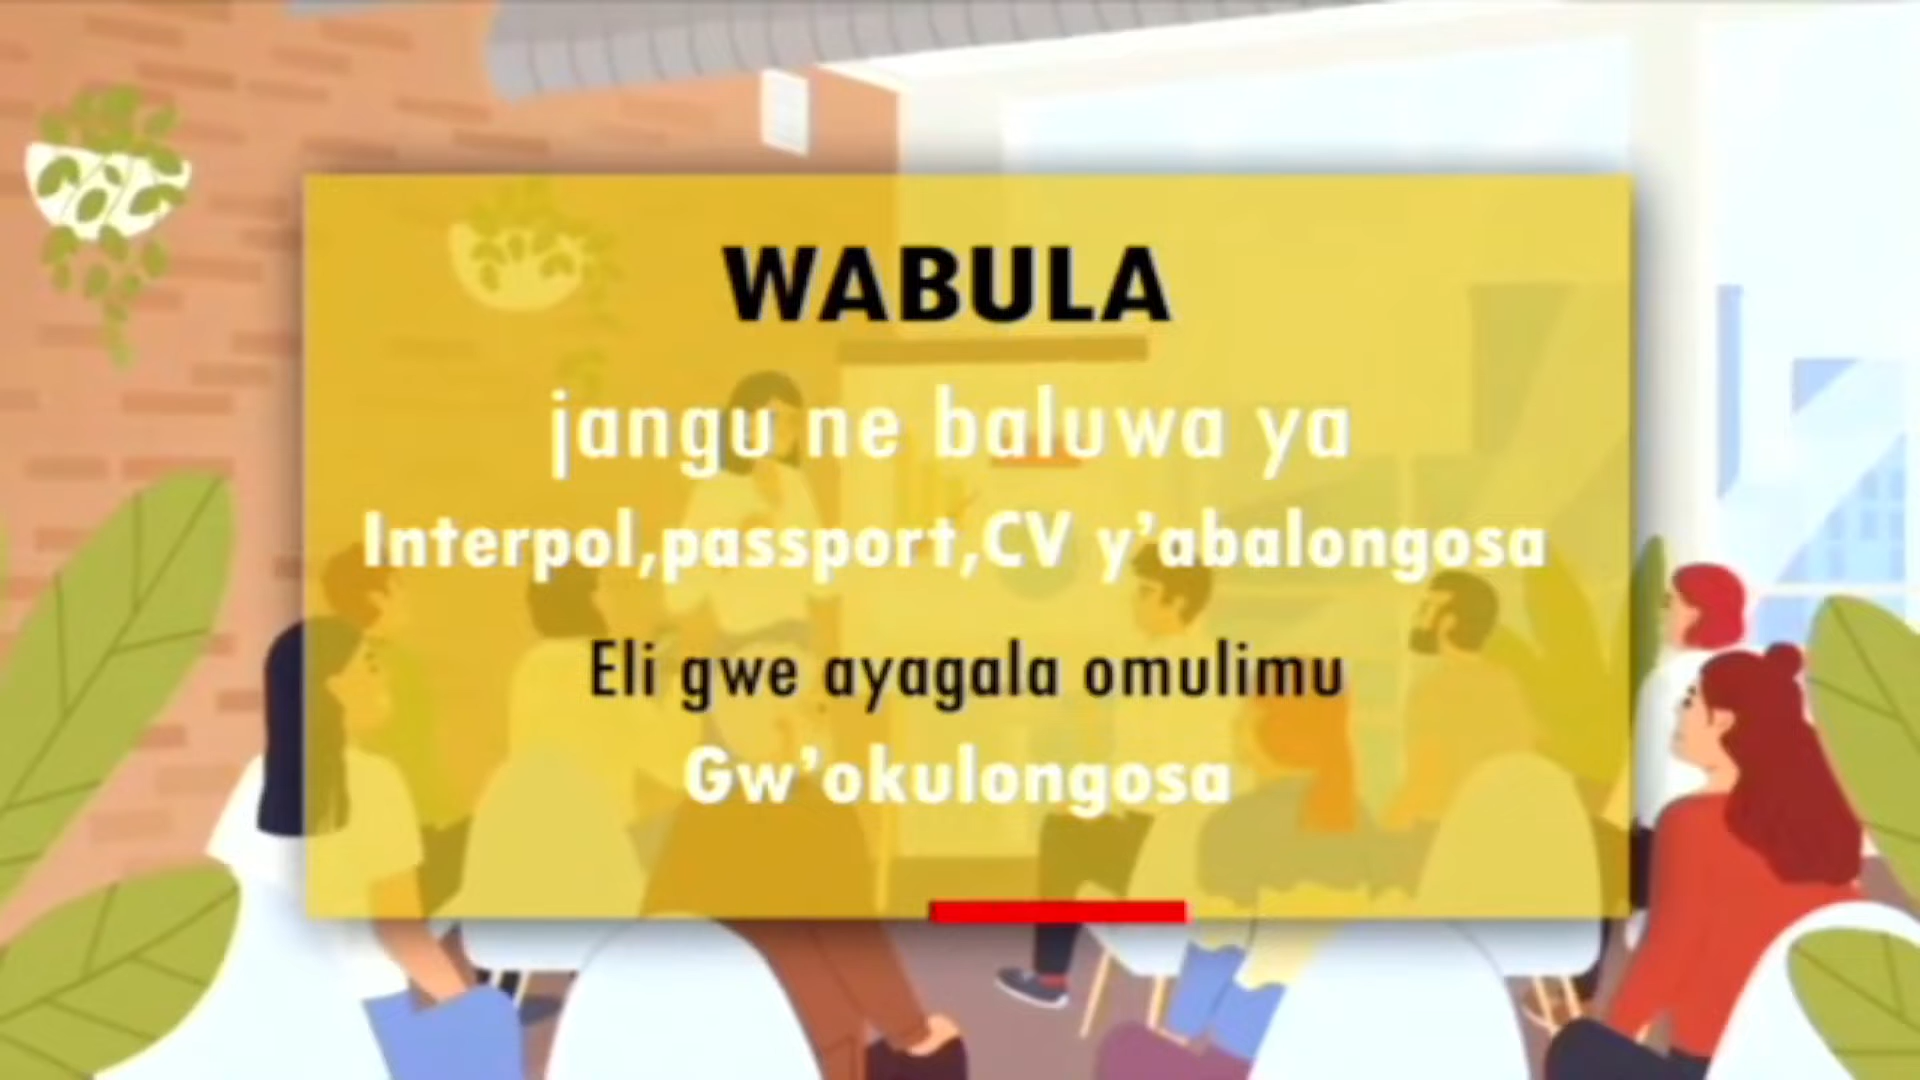 WABULA
jangu ne baluwa ya
Interpol,passport,CV y'abalongosa
Eli gwe ayagala omulimu
Gw'okulongosa